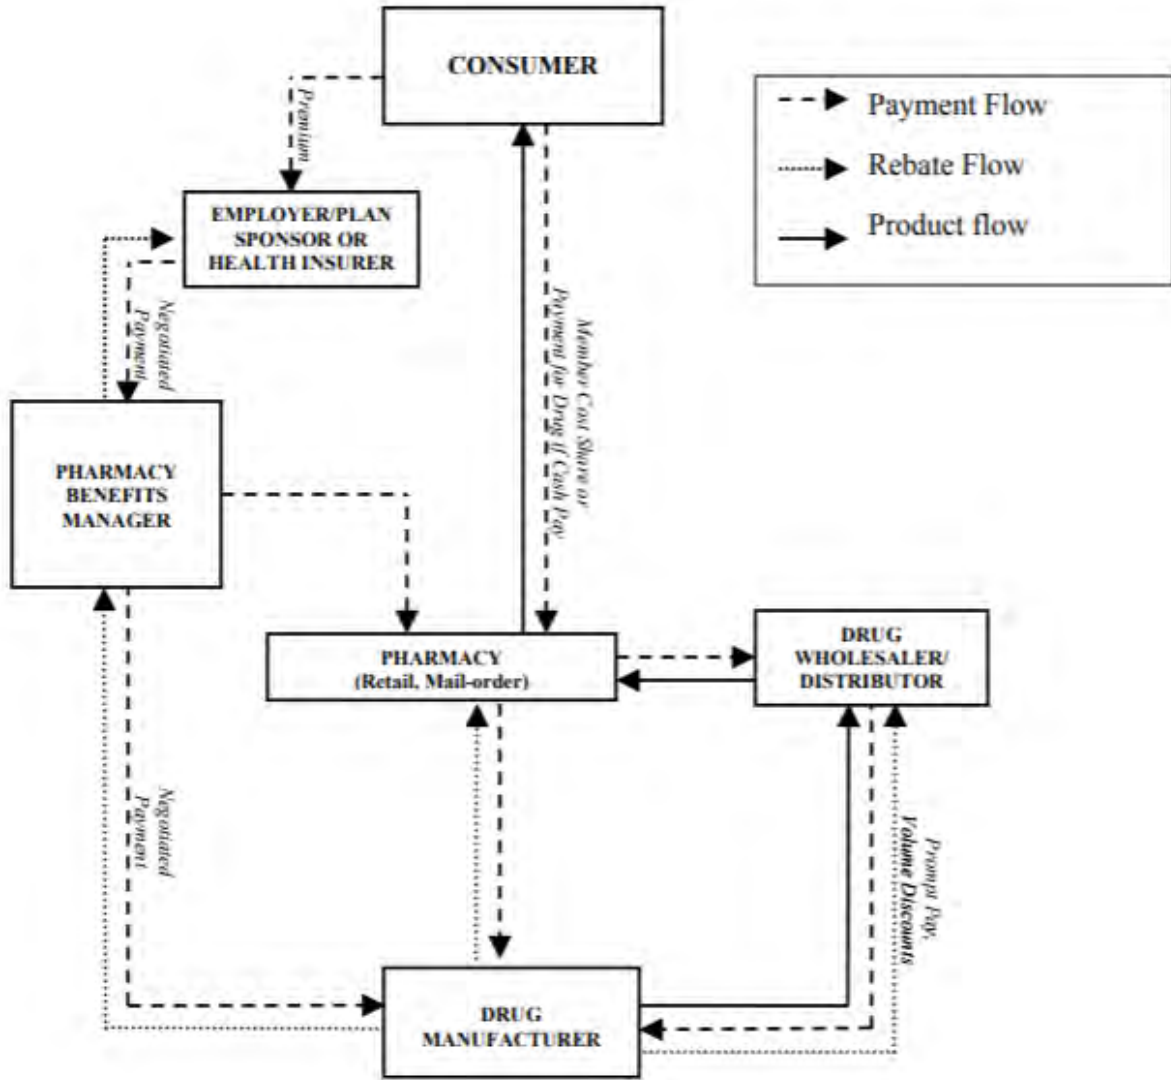 CONSUMER
Payment Flow
Rebate Flow
Product flow
Premium
EMPLOYER/PLAN
SPONSOR OR
HEALTH INSURER
Negotiated
Payment
Member Cost Share or
Payment for Drug if Cash Pay
PHARMACY
BENEFITS
MANAGER
PHARMACY
(Retail, Mail-order)
DRUG
WHOLESALER/
DISTRIBUTOR
Negotiated
Payment
Prompt Pay,
Volume Discounts
DRUG
MANUFACTURER